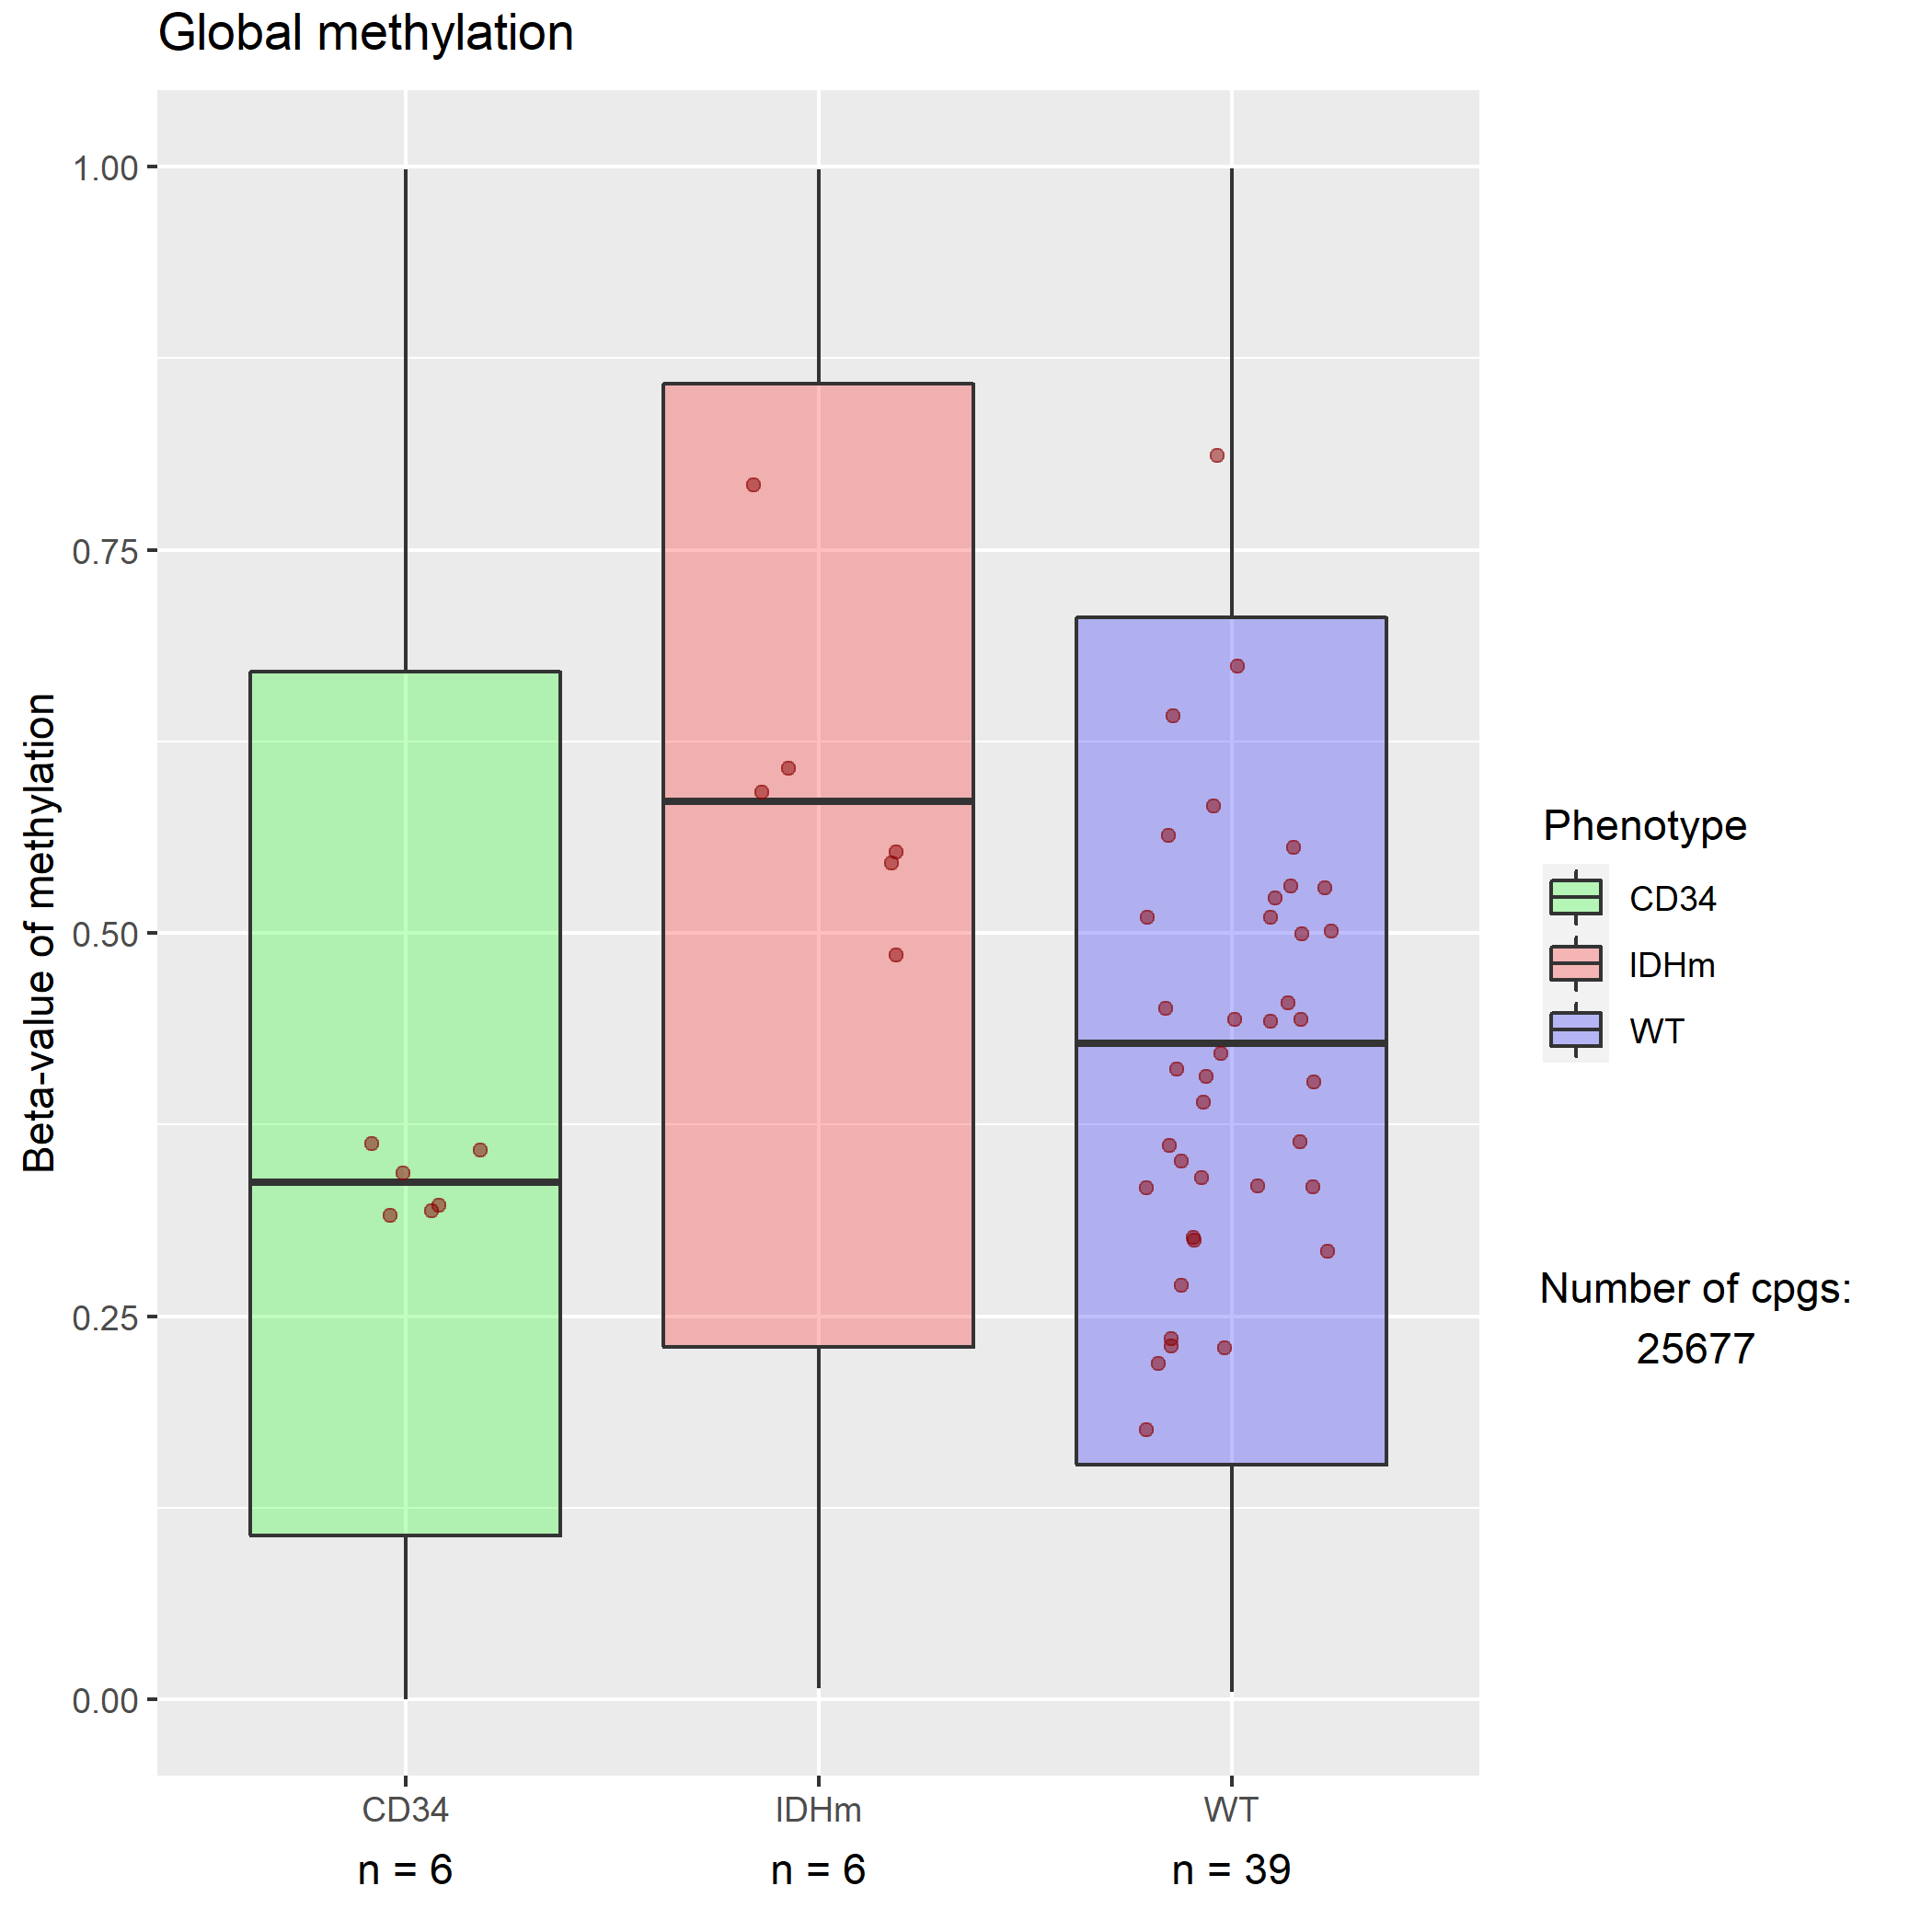 Global methylation
Beta-value of methylation
1.00
0.75
0.50
0.25
0.00
CD34
IDHm
WT
n = 6
n = 6
n = 39
Phenotype
CD34
IDHm
WT
Number of cpgs:
25677